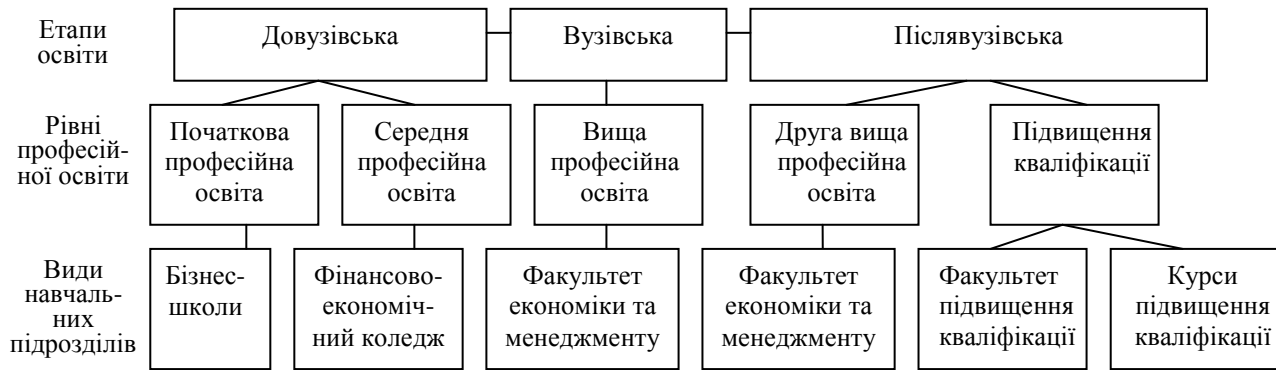 Етапи
освіти
Довузівська
Вузівська
Післявузівська
Рівні
професій-
ної освіти
Початкова
професійна
освіта
Середня
професійна
освіта
Вища
професійна
освіта
Друга вища
професійна
освіта
Підвищення
кваліфікації
Види
навчаль-
них
підрозділів
Бізнес-
школи
Фінансово-
економіч-
ний коледж
Факультет
економіки та
менеджменту
Факультет
економіки та
менеджменту
Факультет
підвищення
кваліфікації
Курси
підвищення
кваліфікації